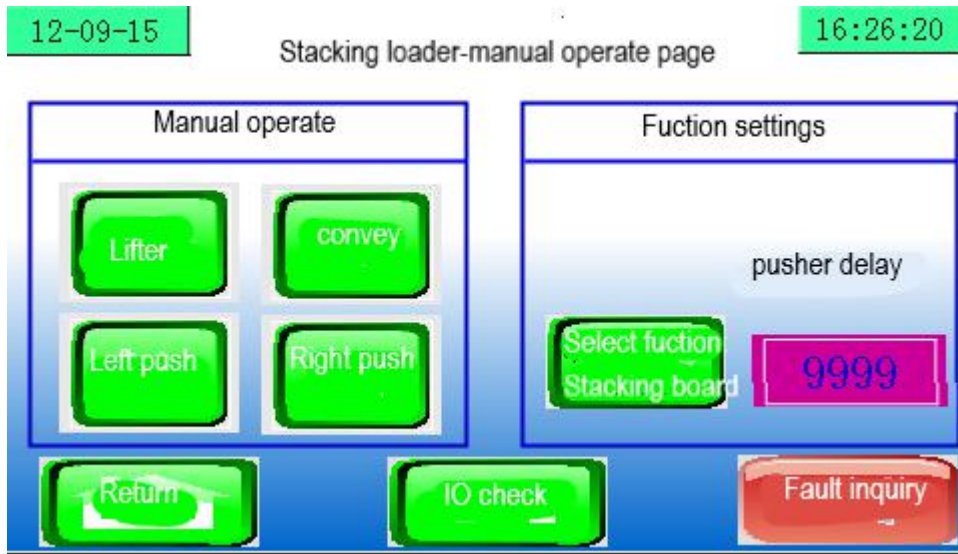 12-09-15
16:26:20
Stacking loader-manual operate page
Manual operate
Fuction settings
Lifter
convey
pusher delay
Left push
Right push
Select fuction
Stacking board
9999
Return
IO check
Fault inquiry